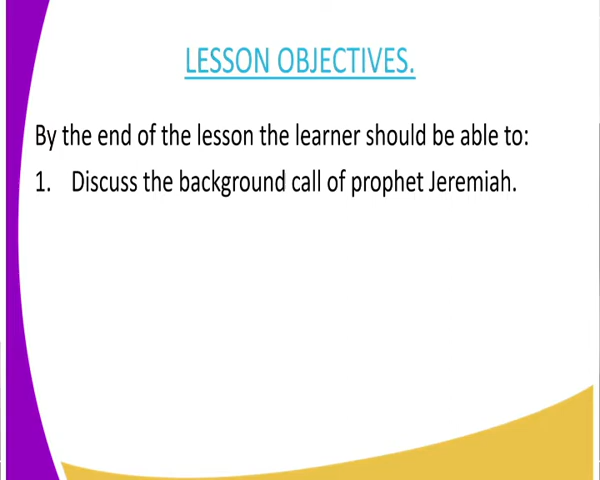 LESSON OBJECTIVES.
By the end of the lesson the learner should be able to:
1. Discuss the background call of prophet Jeremiah.